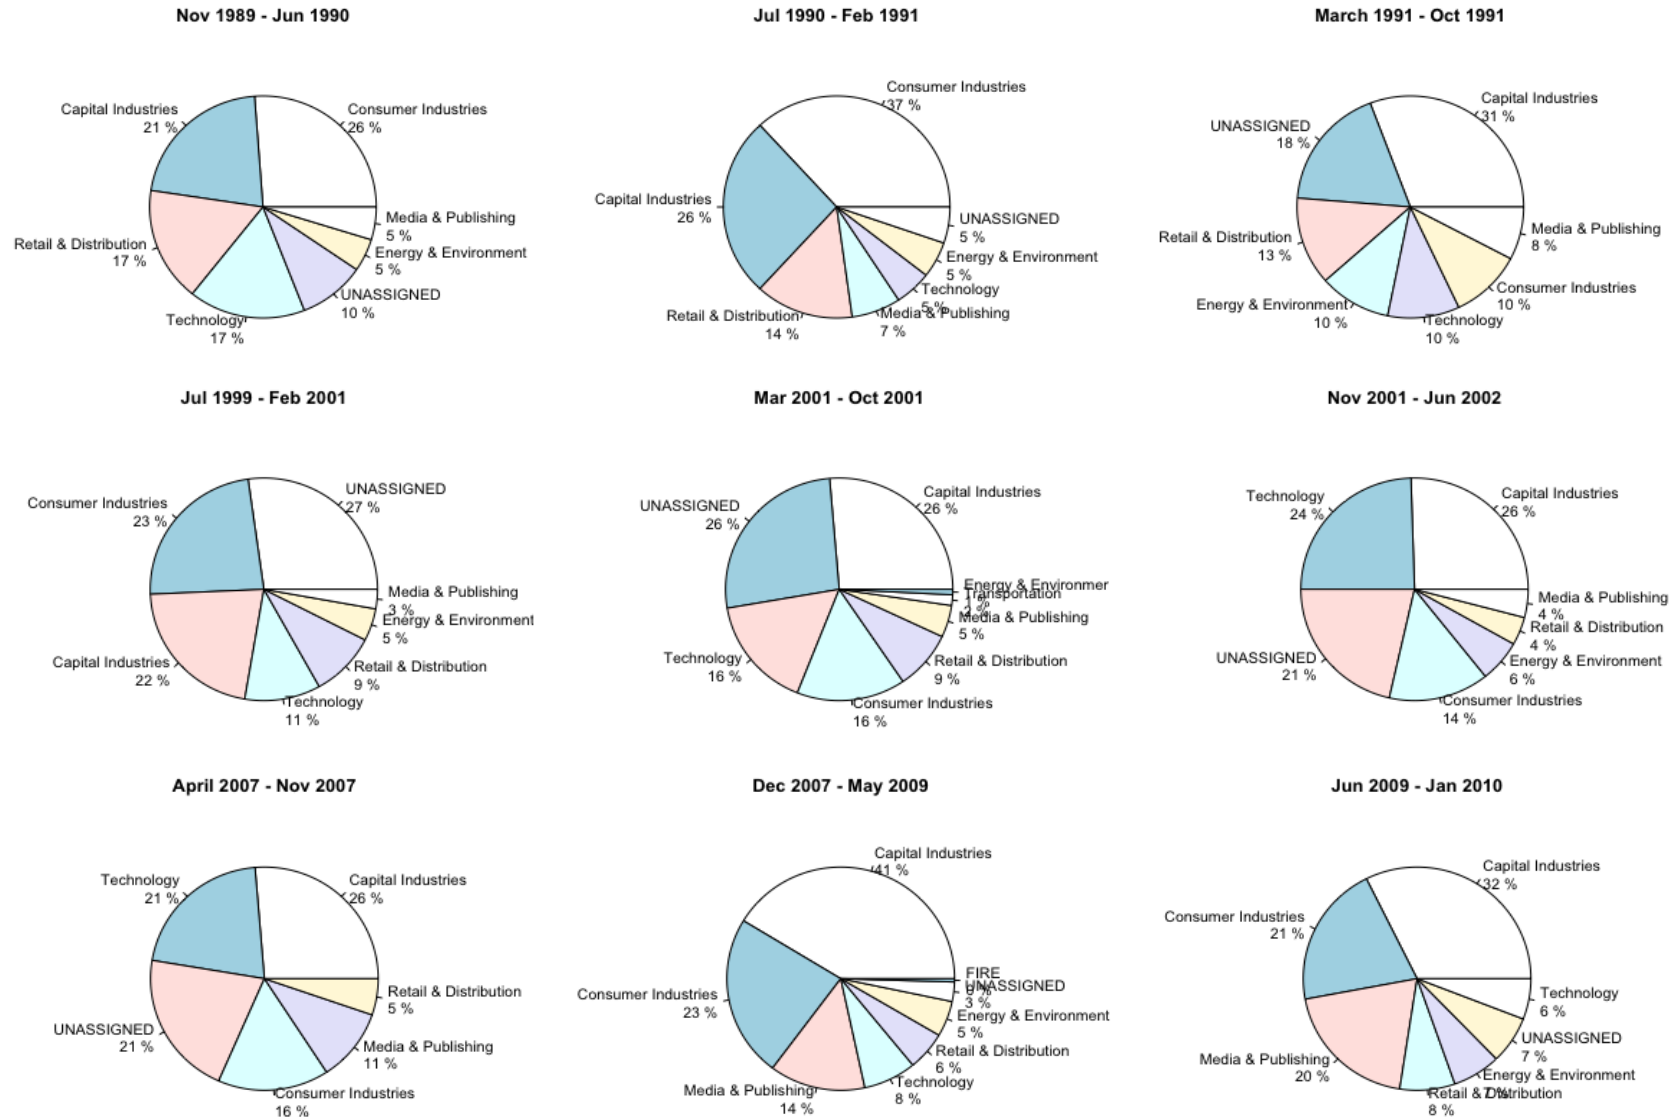 Nov 1989 - Jun 1990
Capital Industries
21 %
Consumer Industries
26 %
Retail & Distribution
17 %
Technology
17 %
UNASSIGNED
10 %
Energy & Environment
5 %
Media & Publishing
5 %
Jul 1990 - Feb 1991
Consumer Industries
37 %
Capital Industries
26 %
Retail & Distribution
14 %
Media & Publishing
7 %
Technology
5 %
Energy & Environment
5 %
UNASSIGNED
5 %
March 1991 - Oct 1991
Capital Industries
31 %
UNASSIGNED
18 %
Retail & Distribution
13 %
Energy & Environment
10 %
Technology
10 %
Consumer Industries
10 %
Media & Publishing
8 %
Jul 1999 - Feb 2001
UNASSIGNED
27 %
Consumer Industries
23 %
Capital Industries
22 %
Technology
11 %
Retail & Distribution
9 %
Energy & Environment
5 %
Media & Publishing
3 %
Mar 2001 - Oct 2001
Capital Industries
26 %
UNASSIGNED
26 %
Technology
16 %
Consumer Industries
16 %
Retail & Distribution
9 %
Media & Publishing
5 %
Transportation
Energy & Environmer
Nov 2001 - Jun 2002
Capital Industries
26 %
Technology
24 %
UNASSIGNED
21 %
Consumer Industries
14 %
Energy & Environment
6 %
Retail & Distribution
4 %
Media & Publishing
4 %
April 2007 - Nov 2007
Capital Industries
26 %
Technology
21 %
UNASSIGNED
21 %
Consumer Industries
16 %
Media & Publishing
11 %
Retail & Distribution
5 %
Dec 2007 - May 2009
Capital Industries
41 %
Consumer Industries
23 %
Media & Publishing
14 %
Technology
8 %
Retail & Distribution
6 %
Energy & Environment
5 %
UNASSIGNED
3 %
FIRE
Jun 2009 - Jan 2010
Capital Industries
32 %
Consumer Industries
21 %
Media & Publishing
20 %
Retail & Distribution
8 %
Energy & Environment
7 %
UNASSIGNED
7 %
Technology
6 %